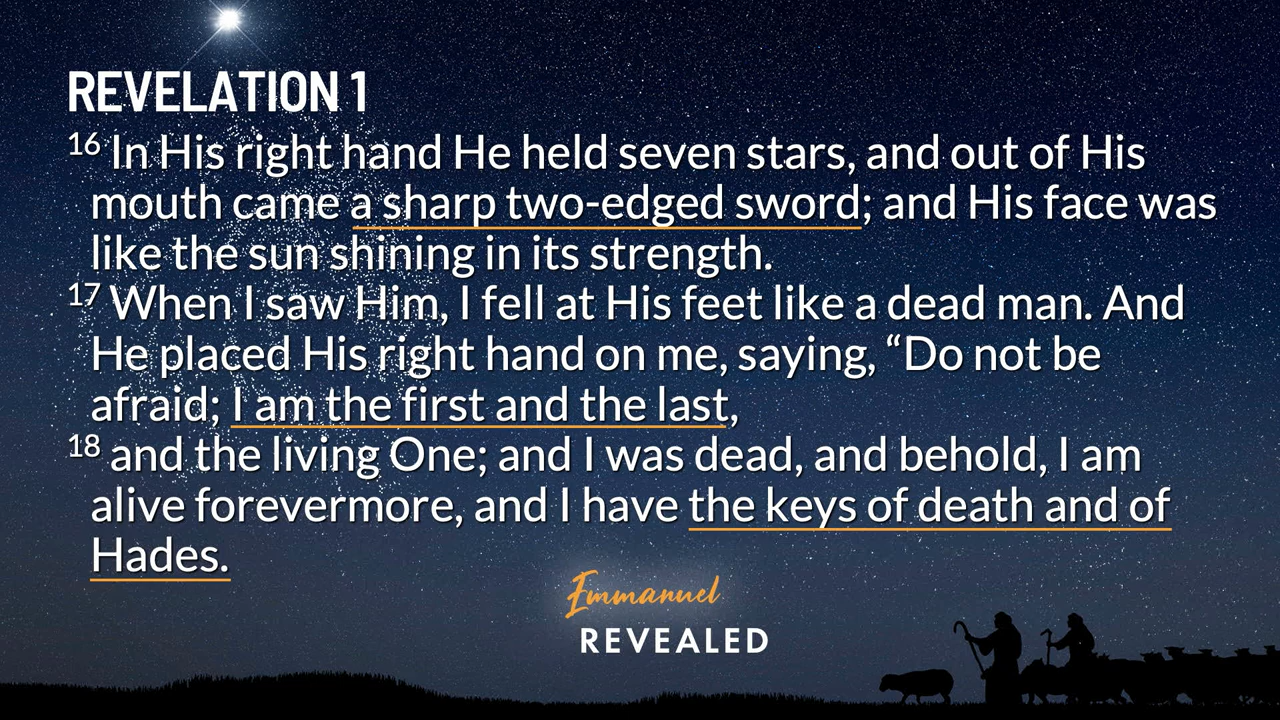 REVELATION 1
16 In His right hand He held seven stars, and out of His
mouth came a sharp two-edged sword; and His face was
like the sun shining in its strength.
17 When I saw Him, I fell at His feet like a dead man. And
He placed His right hand on me, saying, “Do not be
afraid; I am the first and the last,
18 and the living One; and I was dead, and behold, I am
alive forevermore, and I have the keys of death and of
Hades.
Emmanuel
REVEALED